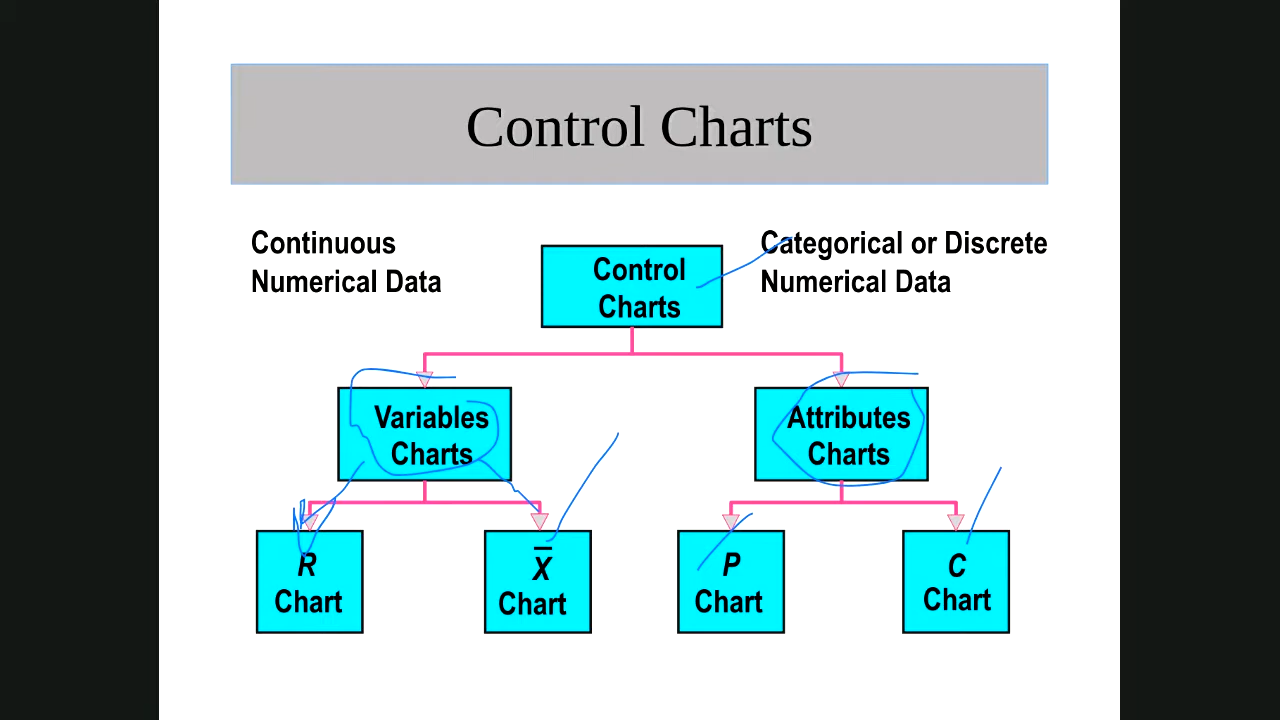 Control Charts
Continuous
Numerical Data
Control
Charts
Categorical or Discrete
Numerical Data
Variables
Charts
Attributes
Charts
R
Chart
X̅
Chart
P
Chart
C
Chart